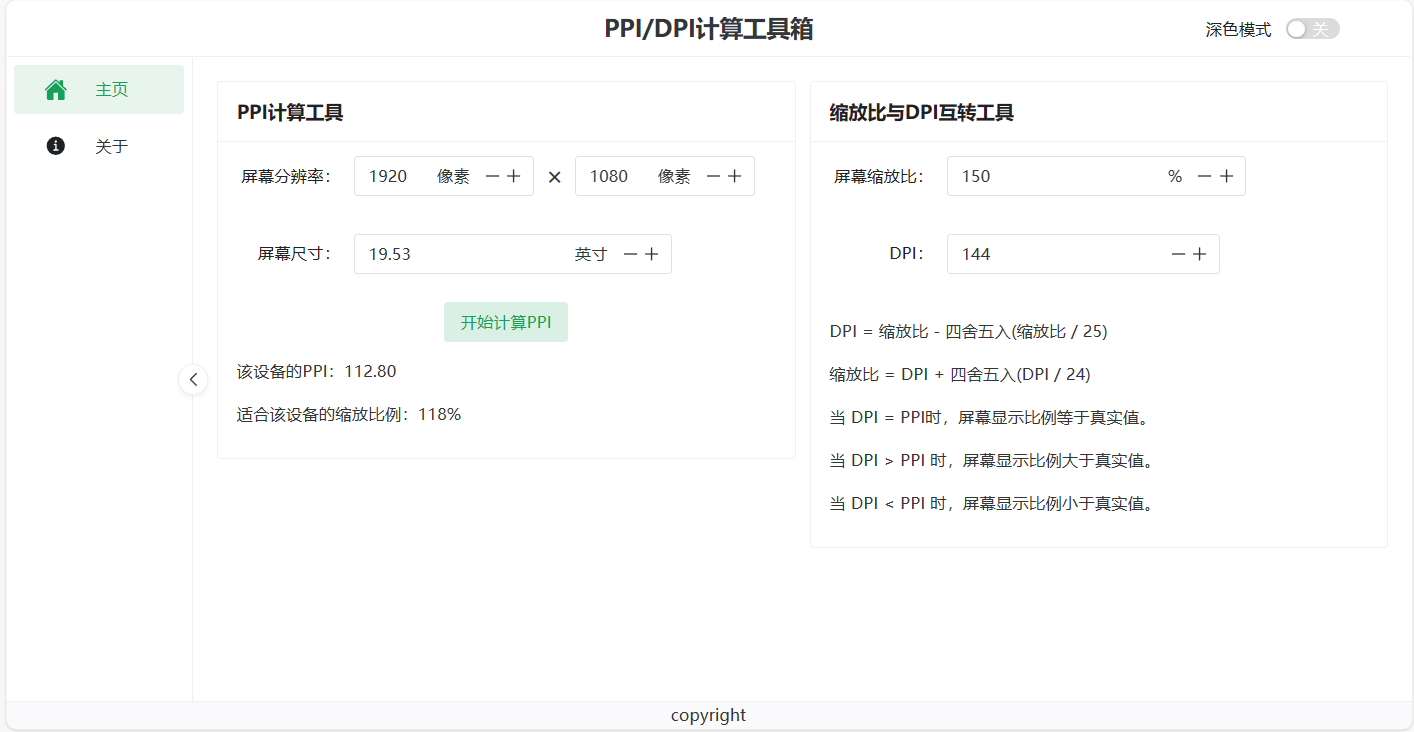 PPI/DPI计算工具箱
深色模式 关
主页
关于
PPI计算工具
屏幕分辨率： 1920 像素 × 1080 像素
屏幕尺寸： 19.53 英寸
开始计算PPI
该设备的PPI：112.80
适合该设备的缩放比例：118%
缩放比与DPI互转工具
屏幕缩放比： 150 %
DPI： 144
DPI = 缩放比 - 四舍五入(缩放比 / 25)
缩放比 = DPI + 四舍五入(DPI / 24)
当 DPI = PPI时，屏幕显示比例等于真实值。
当 DPI > PPI 时，屏幕显示比例大于真实值。
当 DPI < PPI 时，屏幕显示比例小于真实值。
copyright